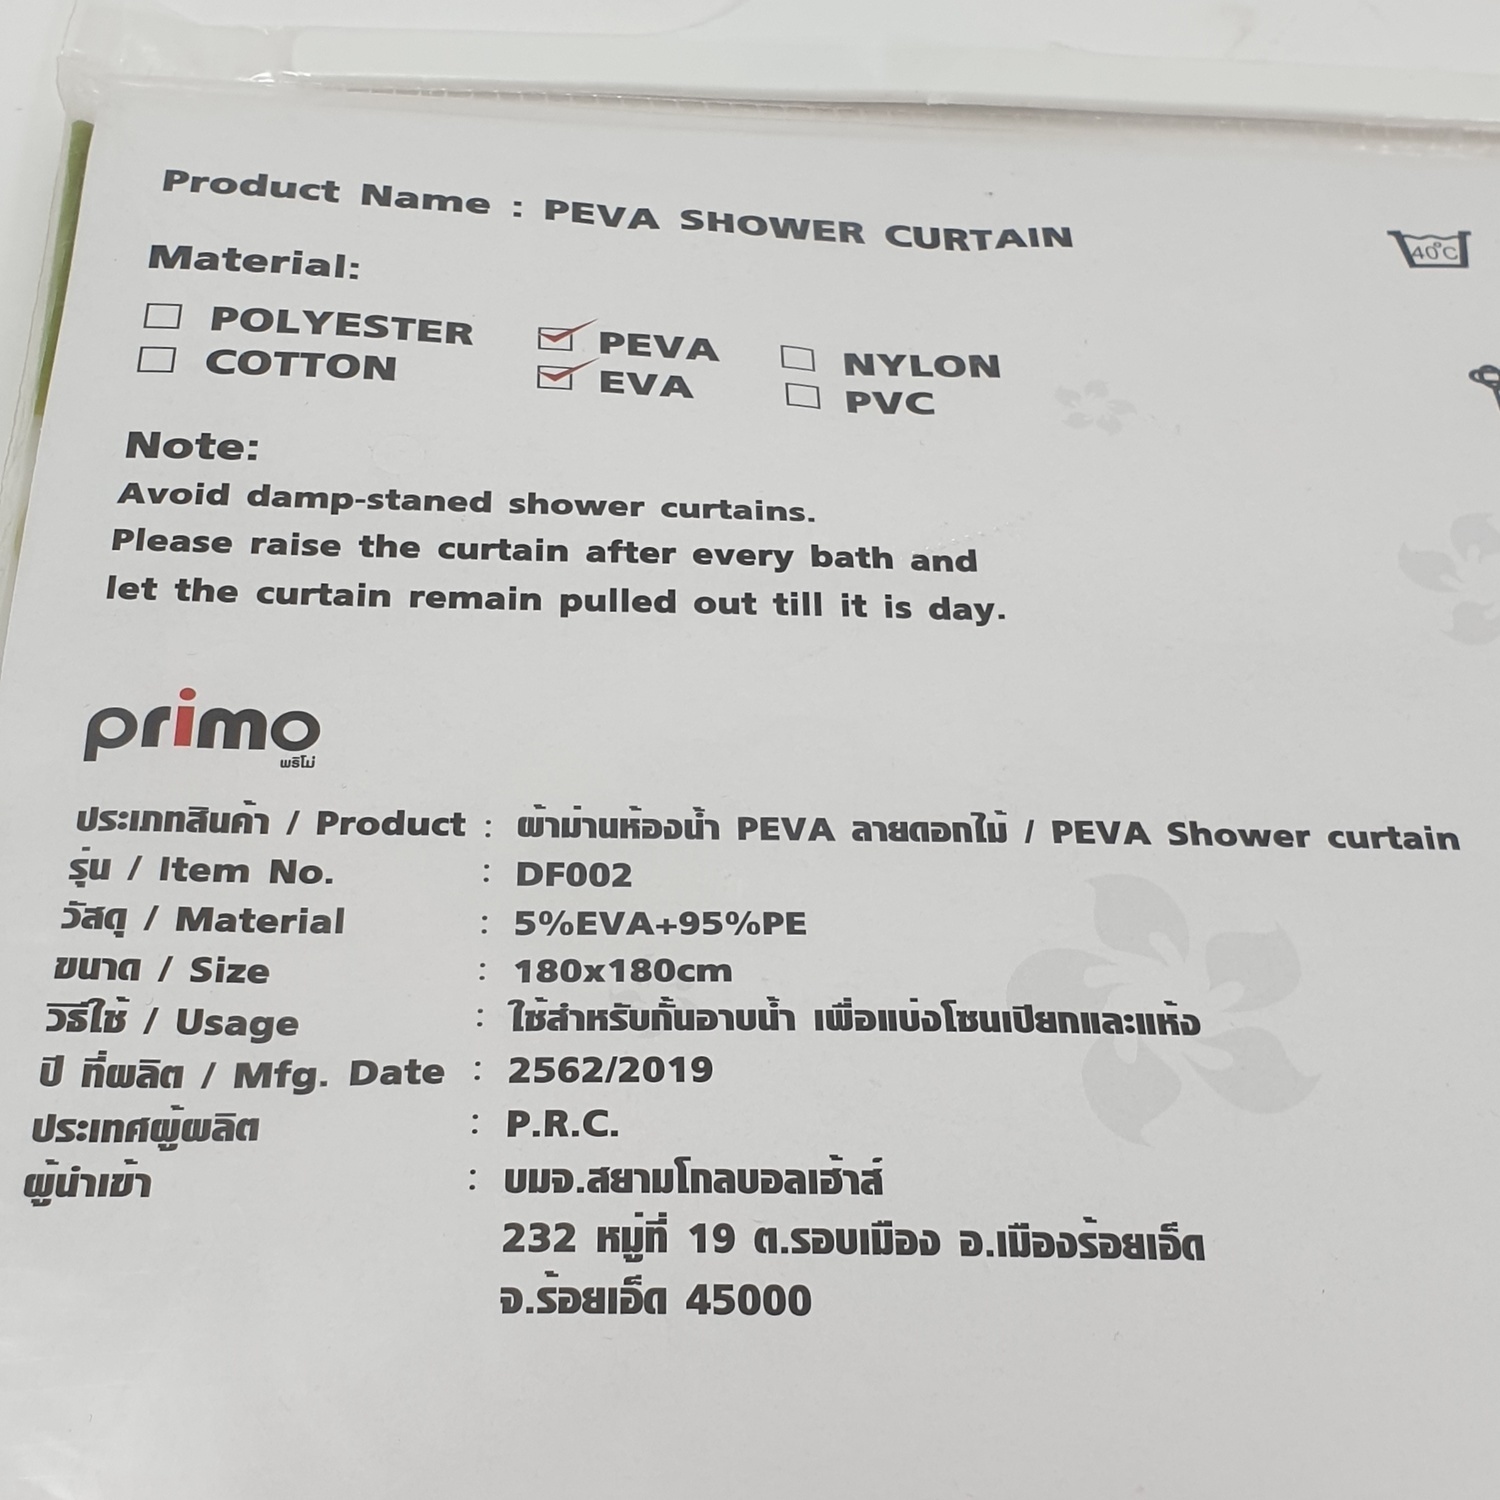 Product Name : PEVA SHOWER CURTAIN
40°C
Material:
POLYESTER PEVA NYLON
COTTON EVA PVC
Note:
Avoid damp-staned shower curtains.
Please raise the curtain after every bath and
let the curtain remain pulled out till it is day.
primo
พริโม่
ประเภทสินค้า / Product : ผ้าม่านห้องน้ำ PEVA ลายดอกไม้ / PEVA Shower curtain
รุ่น / Item No. : DF002
วัสดุ / Material : 5%EVA+95%PE
ขนาด / Size : 180x180cm
วิธีใช้ / Usage : ใช้สำหรับกั้นอาบน้ำ เพื่อแบ่งโซนเปียกและแห้ง
ปี ที่ผลิต / Mfg. Date : 2562/2019
ประเทศผู้ผลิต : P.R.C.
ผู้นำเข้า : บมจ.สยามโกลบอลเฮ้าส์
232 หมู่ที่ 19 ต.รอบเมือง อ.เมืองร้อยเอ็ด
จ.ร้อยเอ็ด 45000